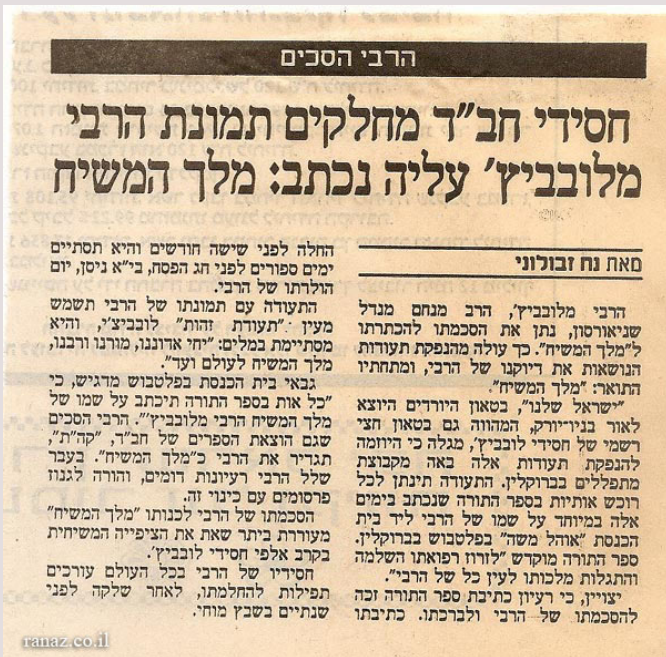 הרבי הסכים
חסידי חב"ד מחלקים תמונת הרבי
מלובביץ' עליה נכתב: מלך המשיח
מאת נח זבולוני
הרבי מלובביץ', הרב מנחם מנדל
שניאורסון, נתן את הסכמתו להכתרתו
ל"מלך המשיח". כך עולה מהנפקת תעודות
הנושאות את דיוקנו של הרבי, ומתחתיו
התואר: "מלך המשיח".
"ישראל שלנו", בטאון היורדים היוצא
לאור בניו־יורק, המהווה גם בטאון חצי
רשמי של חסידי לובביץ', מגלה כי היוזמה
להנפקת תעודות אלה באה מקבוצת
מתפללים בברוקלין. התעודה תינתן לכל
רוכש אותיות בספר התורה שנכתב בימים
אלה במיוחד על שמו של הרבי ליד בית
הכנסת "אוהל משה" בפלטבוש בברוקלין.
ספר התורה מוקדש "לזרוז רפואתו השלמה
והתגלות מלכותו לעין כל של הרבי".
יצויין, כי רעיון כתיבת ספר התורה זכה
להסכמתו של הרבי ולברכתו. כתיבתו
החלה לפני שישה חודשים והיא תסתיים
ימים ספורים לפני חג הפסח, בי"א ניסן, יום
הולדתו של הרבי.
התעודה עם תמונתו של הרבי תשמש
מעין "תעודת זהות" לובביצ'י, והיא
מסתיימת במלים: "יחי אדוננו, מורנו ורבנו,
מלך המשיח לעולם ועד".
גבאי בית הכנסת בפלטבוש מדגיש, כי
"כל אות בספר התורה תיכתב על שמו של
מלך המשיח הרבי מלובביץ'". הרבי הסכים
שגם הוצאת הספרים של חב"ד, "קה"ת",
תגדיר את הרבי כ"מלך המשיח". בעבר
שלל הרבי רעיונות דומים, והורה לגנוז
פרסומים עם כינוי זה.
הסכמתו של הרבי לכנותו "מלך המשיח"
מעוררת ביתר שאת את הציפייה המשיחית
בקרב אלפי חסידי לובביץ'.
חסידיו של הרבי בכל העולם עורכים
תפילות להחלמתו, לאחר שלקה לפני
שנתיים בשבץ מוחי.
ranaz.co.il